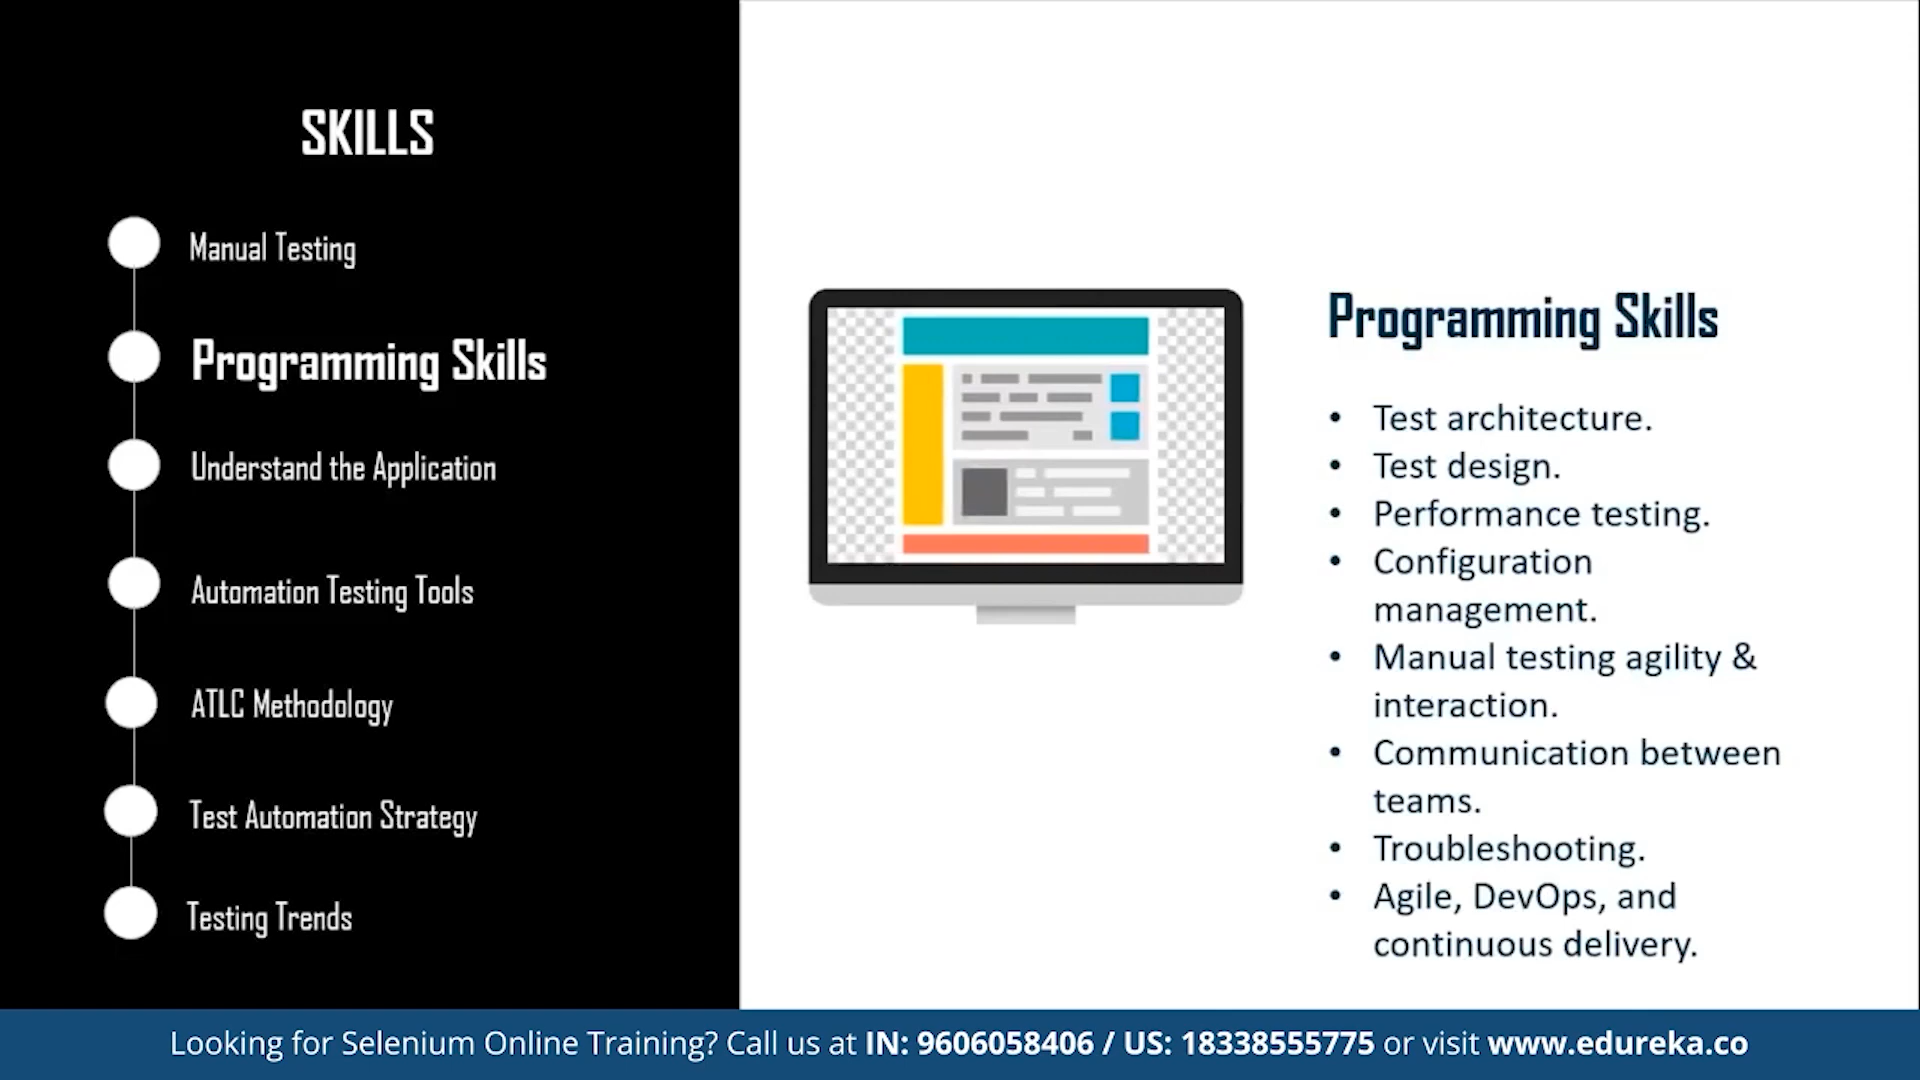 SKILLS
Manual Testing
Programming Skills
Understand the Application
Automation Testing Tools
ATLC Methodology
Test Automation Strategy
Testing Trends
Programming Skills
• Test architecture.
• Test design.
• Performance testing.
• Configuration
management.
• Manual testing agility &
interaction.
• Communication between
teams.
• Troubleshooting.
• Agile, DevOps, and
continuous delivery.
Looking for Selenium Online Training? Call us at IN: 9606058406 / US: 18338555775 or visit www.edureka.co